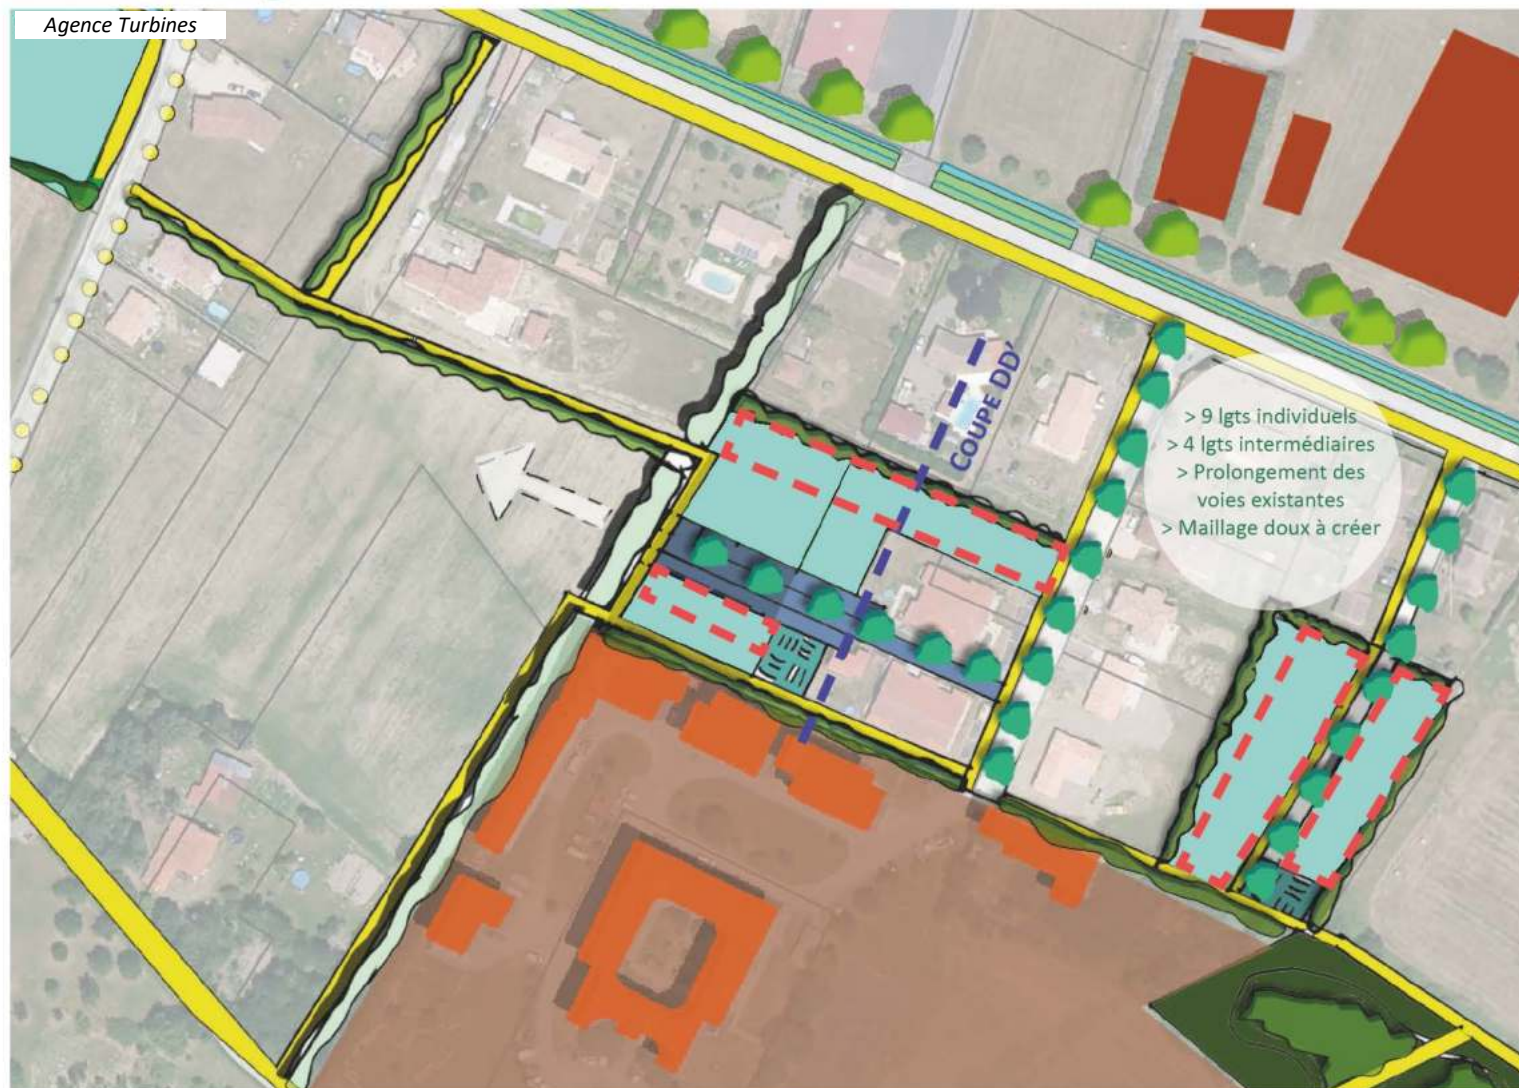 Agence Turbines
COUPE DD'
> 9 lgts individuels
> 4 lgts intermédiaires
> Prolongement des
voies existantes
> Maillage doux à créer